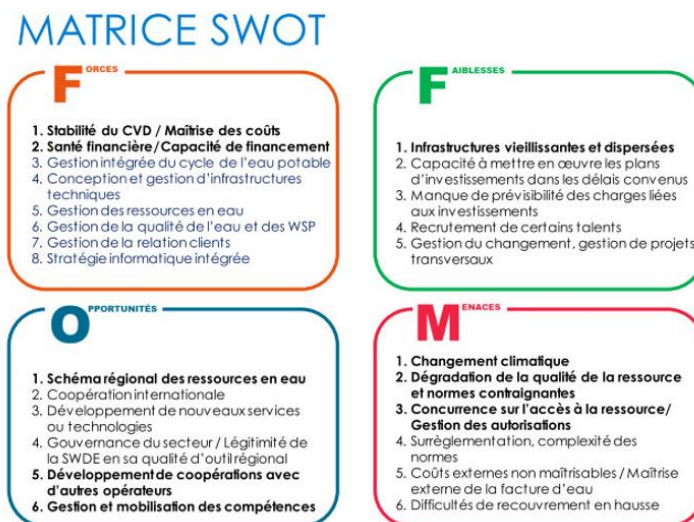 MATRICE SWOT
FORCES
1. Stabilité du CVD / Maîtrise des coûts
2. Santé financière/Capacité de financement
3. Gestion intégrée du cycle de l'eau potable
4. Conception et gestion d'infrastructures
techniques
5. Gestion des ressources en eau
6. Gestion de la qualité de l'eau et des WSP
7. Gestion de la relation clients
8. Stratégie informatique intégrée
FAIBLESSES
1. Infrastructures vieillissantes et dispersées
2. Capacité à mettre en œuvre les plans
d'investissements dans les délais convenus
3. Manque de prévisibilité des charges liées
aux investissements
4. Recrutement de certains talents
5. Gestion du changement, gestion de projets
transversaux
OPPORTUNITÉS
1. Schéma régional des ressources en eau
2. Coopération internationale
3. Développement de nouveaux services
ou technologies
4. Gouvernance du secteur / Légitimité de
la SWDE en sa qualité d'outil régional
5. Développement de coopérations avec
d'autres opérateurs
6. Gestion et mobilisation des compétences
MENACES
1. Changement climatique
2. Dégradation de la qualité de la ressource
et normes contraignantes
3. Concurrence sur l'accès à la ressource/
Gestion des autorisations
4. Surrèglementation, complexité des
normes
5. Coûts externes non maîtrisables / Maîtrise
externe de la facture d'eau
6. Difficultés de recouvrement en hausse